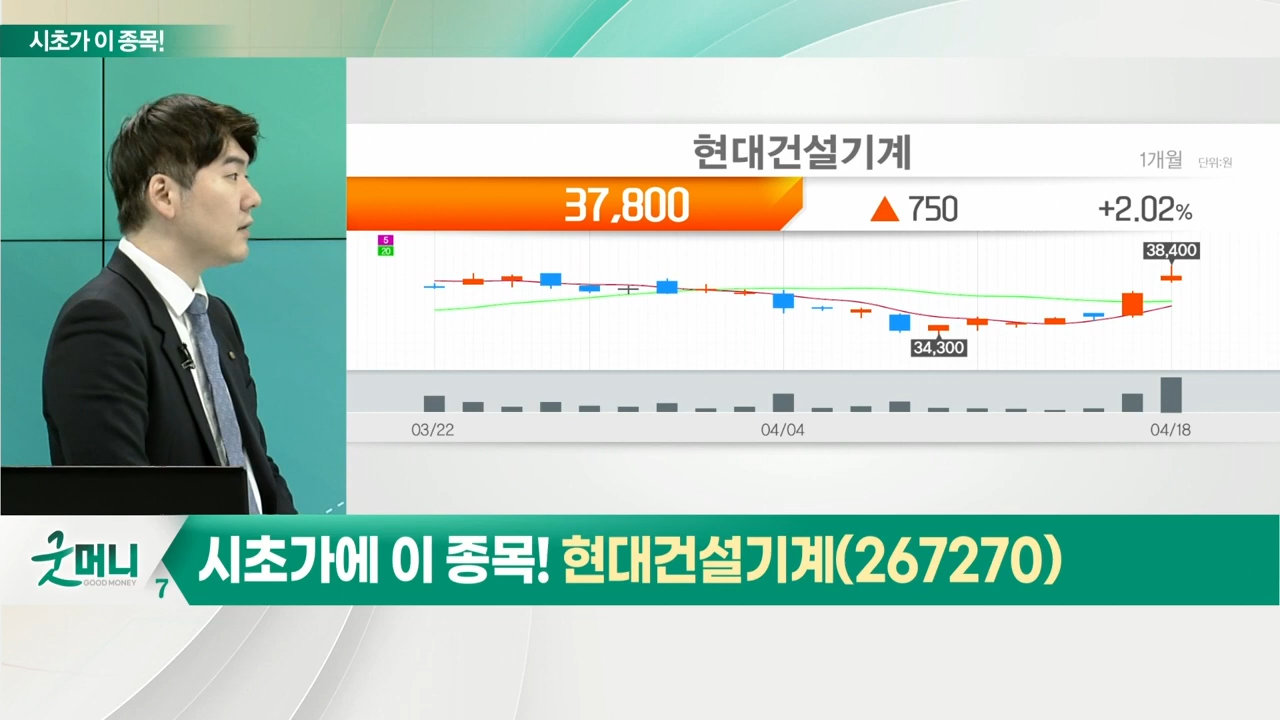 시초가 이 종목!
현대건설기계
1개월 단위:원
37,800 ▲ 750 +2.02%
5
20
38,400
34,300
03/22 04/04 04/18
굿머니
GOOD MONEY
7
시초가에 이 종목! 현대건설기계(267270)